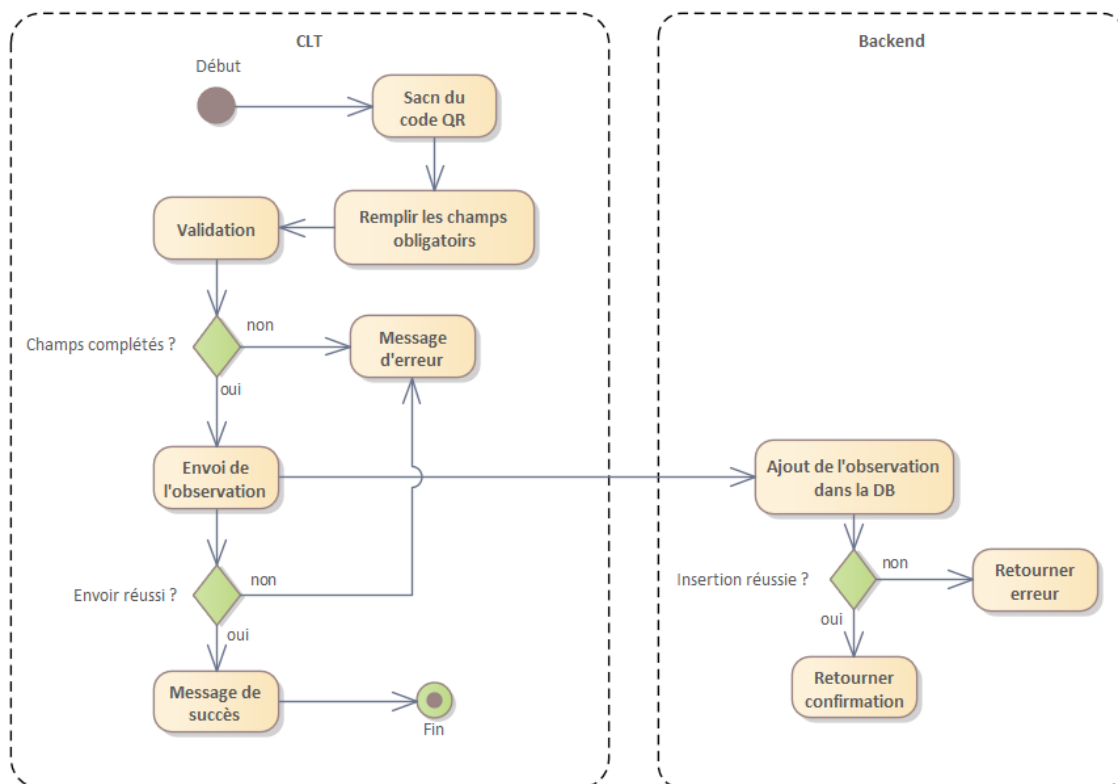 CLT
Début
Sacn du
code QR
Remplir les champs
obligatoirs
Validation
Champs complétés ?
non
Message
d'erreur
oui
Envoi de
l'observation
Envoir réussi ?
non
oui
Message de
succès
Fin
Backend
Ajout de l'observation
dans la DB
Insertion réussie ?
non
Retourner
erreur
oui
Retourner
confirmation